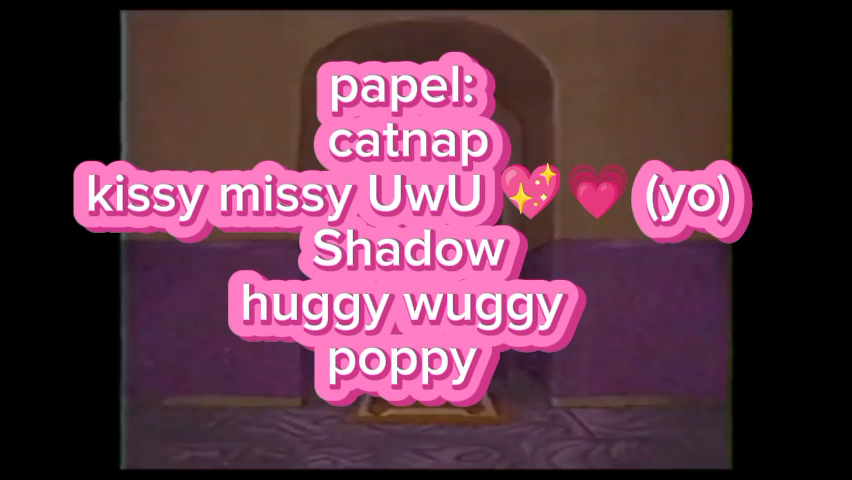 papel:
catnap
kissy missy UwU 💖💗 (yo)
Shadow
huggy wuggy
poppy